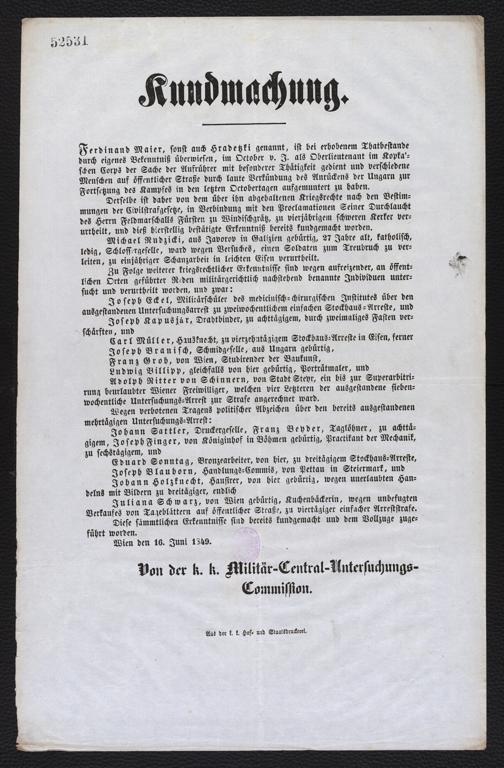 52531
Kundmachung.
Ferdinand Maier, sonst auch Hradetzki genannt, ist bei erhobenem Thatbestande
durch eigenes Bekenntniß überwiesen, im October v. J. als Oberlieutenant im Kopka'-
schen Corps der Sache der Aufrührer mit besonderer Thätigkeit gedient und verschiedene
Menschen auf öffentlicher Straße durch laute Verkündung des Anrückens der Ungarn zur
Fortsetzung des Kampfes in den letzten Octobertagen aufgemuntert zu haben.
Derselbe ist daher von dem über ihn abgehaltenen Kriegsrechte nach den Bestim-
mungen der Civilstrafgesetze, in Verbindung mit den Proclamationen Seiner Durchlaucht
des Herrn Feldmarschalls Fürsten zu Windischgrätz, zu vierjährigen schweren Kerker ver-
urtheilt, und dieß hierstellig bestätigte Erkenntniß bereits kundgemacht worden.
Michael Rudzicki, aus Javorow in Galizien gebürtig, 27 Jahre alt, katholisch,
ledig, Schlossergeselle, ward wegen Versuches, einen Soldaten zum Treubruch zu ver-
leiten, zu einjähriger Schanzarbeit in leichten Eisen verurtheilt.
Zu Folge weiterer kriegsrechtlicher Erkenntnisse sind wegen aufreizender, an öffent-
lichen Orten geführter Reden militärgerichtlich nachstehend benannte Individuen unter-
sucht und verurtheilt worden, und zwar:
Joseph Eckel, Militärschüler des medicinisch-chirurgischen Institutes über den
ausgestandenen Untersuchungsarrest zu zweiwochentlichem einfachen Stockhaus-Arreste, und
Joseph Kapusjär, Drahtbinder, zu achttägigem, durch zweimaliges Fasten ver-
schärften, und
Carl Müller, Hausknecht, zu vierzehntäzigem Stockhaus-Arreste in Eisen, ferner
Joseph Branisch, Schmidgeselle, aus Ungarn gebürtig,
Franz Grob, von Wien, Studirender der Baukunst,
Ludwig Billipp, gleichfalls von hier gebürtig, Porträtmaler, und
Adolph Ritter von Schinnern, von Stadt Steyr, ein bis zur Superarbitri-
rung beurlaubter Wiener Freiwilliger, welchen vier Letzteren der ausgestandene sieben-
wochentliche Untersuchungs-Arrest zur Strafe angerechnet ward.
Wegen verbotenen Tragens politischer Abzeichen über den bereits ausgestandenen
mehrtägigen Untersuchungs-Arrest:
Johann Sattler, Druckergeselle, Franz Beyder, Taglöhner, zu achttä-
gigem, Joseph Finger, von Königinhof in Böhmen gebürtig, Practikant der Mechanik,
zu sechstägigem, und
Eduard Sonntag, Bronzearbeiter, von hier, zu dreitägigem Stockhaus-Arreste,
Joseph Blauhorn, Handlungs-Commis, von Pettau in Steiermark, und
Johann Holzknecht, Hausirer, von hier gebürtig, wegen unerlaubten Han-
delns mit Bildern zu dreitägiger, endlich
Juliana Schwarz, von Wien gebürtig, Kuchenbäckerin, wegen unbefugten
Verkaufes von Tagblättern auf öffentlicher Straße, zu viertägiger einfacher Arreststrafe.
Diese sämmtlichen Erkenntnisse sind bereits kundgemacht und dem Vollzuge zuge-
führt worden.
Wien den 16. Juni 1849.
Von der k. k. Militär-Central-Untersuchungs-
Commission.
Aus der k. k. Hof- und Staatsdruckerei.